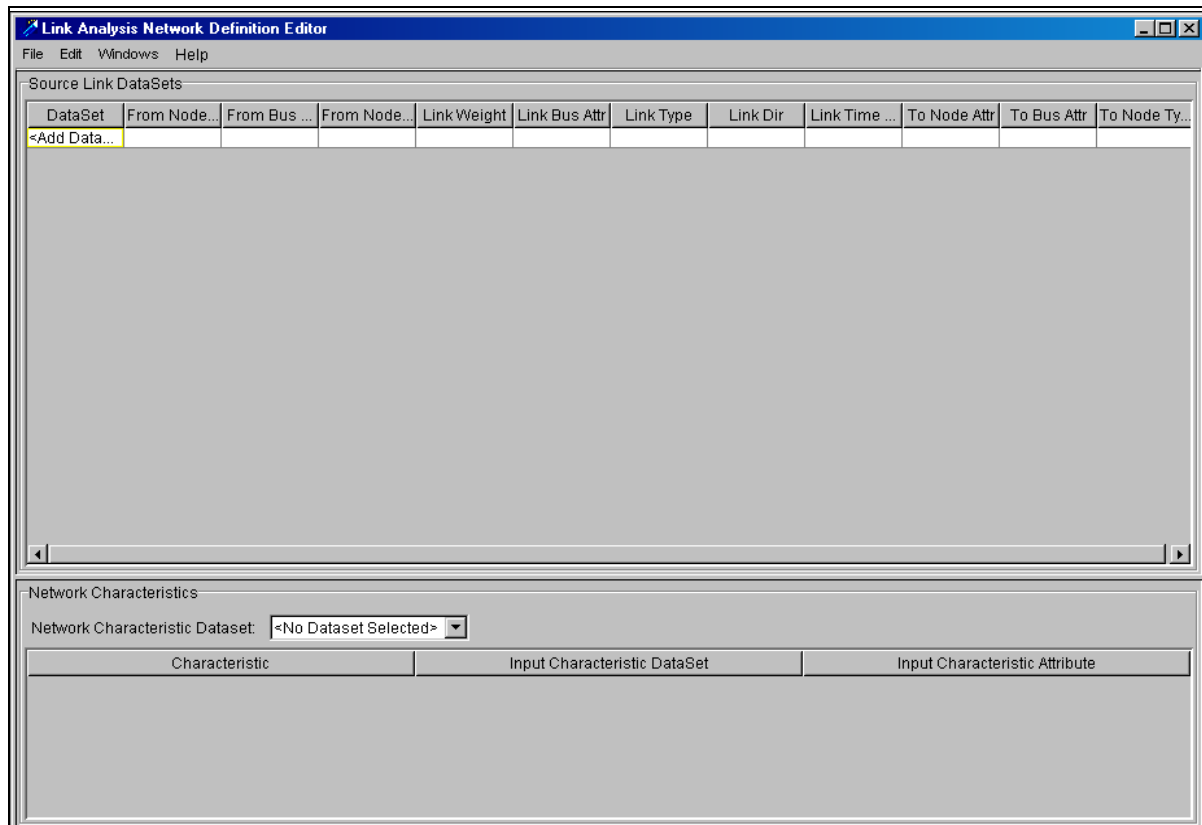 Link Analysis Network Definition Editor
File Edit Windows Help
Source Link DataSets
DataSet From Node... From Bus ... From Node... Link Weight Link Bus Attr Link Type Link Dir Link Time ... To Node Attr To Bus Attr To Node Ty...
<Add Data...
Network Characteristics
Network Characteristic Dataset: <No Dataset Selected>
Characteristic Input Characteristic DataSet Input Characteristic Attribute